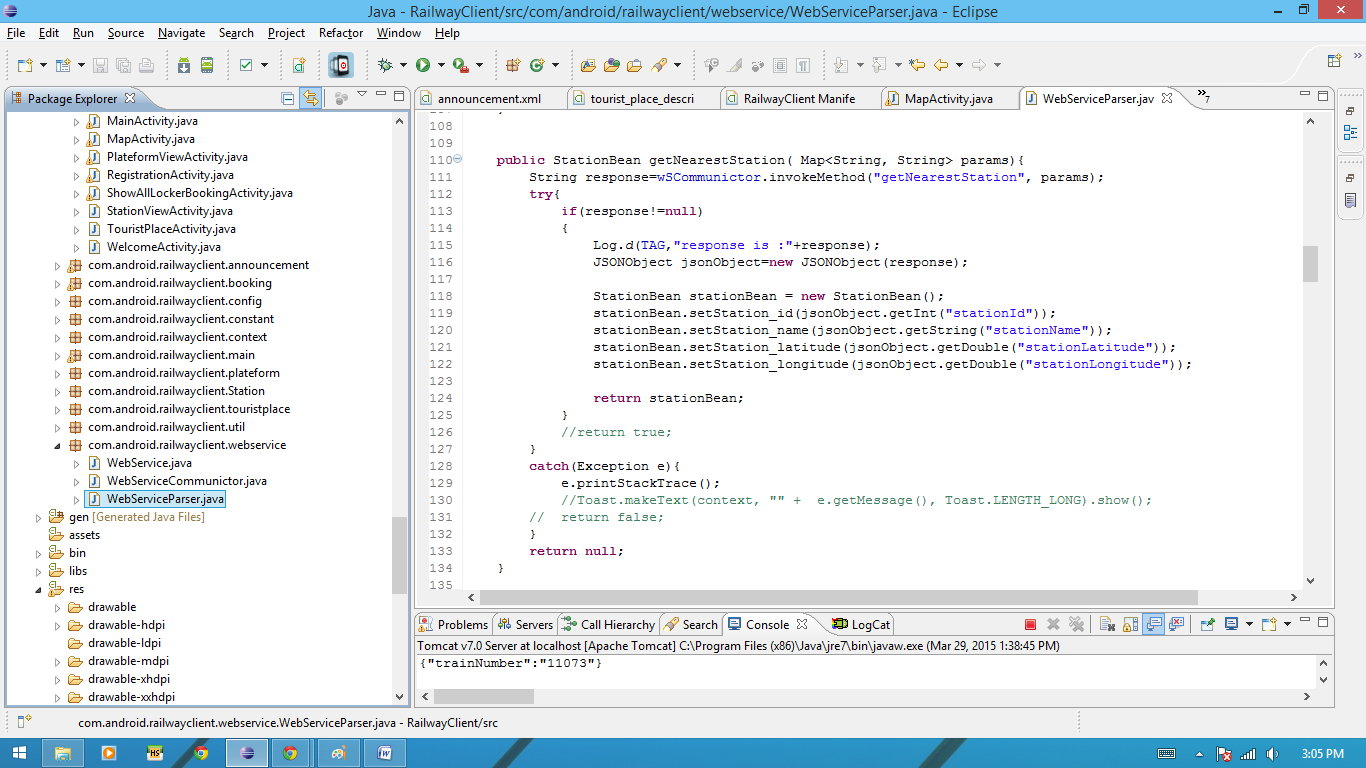 Java - RailwayClient/src/com/android/railwayclient/webservice/WebServiceParser.java - Eclipse
File Edit Run Source Navigate Search Project Refactor Window Help
Package Explorer
MainActivity.java
MapActivity.java
PlateformViewActivity.java
RegistrationActivity.java
ShowAllLockerBookingActivity.java
StationViewActivity.java
TouristPlaceActivity.java
WelcomeActivity.java
com.android.railwayclient.announcement
com.android.railwayclient.booking
com.android.railwayclient.config
com.android.railwayclient.constant
com.android.railwayclient.context
com.android.railwayclient.main
com.android.railwayclient.plateform
com.android.railwayclient.Station
com.android.railwayclient.touristplace
com.android.railwayclient.util
com.android.railwayclient.webservice
WebService.java
WebServiceCommunictor.java
WebServiceParser.java
gen [Generated Java Files]
assets
bin
libs
res
drawable
drawable-hdpi
drawable-ldpi
drawable-mdpi
drawable-xhdpi
drawable-xxhdpi
announcement.xml tourist_place_descri RailwayClient Manife MapActivity.java WebServiceParser.jav »7
108
109
110 public StationBean getNearestStation( Map<String, String> params){
111 String response=wSCommunictor.invokeMethod("getNearestStation", params);
112 try{
113 if(response!=null)
114 {
115 Log.d(TAG,"response is :"+response);
116 JSONObject jsonObject=new JSONObject(response);
117
118 StationBean stationBean = new StationBean();
119 stationBean.setStation_id(jsonObject.getInt("stationId"));
120 stationBean.setStation_name(jsonObject.getString("stationName"));
121 stationBean.setStation_latitude(jsonObject.getDouble("stationLatitude"));
122 stationBean.setStation_longitude(jsonObject.getDouble("stationLongitude"));
123
124 return stationBean;
125 }
126 //return true;
127 }
128 catch(Exception e){
129 e.printStackTrace();
130 //Toast.makeText(context, "" +  e.getMessage(), Toast.LENGTH_LONG).show();
131 //  return false;
132 }
133 return null;
134 }
135
Problems Servers Call Hierarchy Search Console LogCat
Tomcat v7.0 Server at localhost [Apache Tomcat] C:\Program Files (x86)\Java\jre7\bin\javaw.exe (Mar 29, 2015 1:38:45 PM)
{"trainNumber":"11073"}
com.android.railwayclient.webservice.WebServiceParser.java - RailwayClient/src
3:05 PM